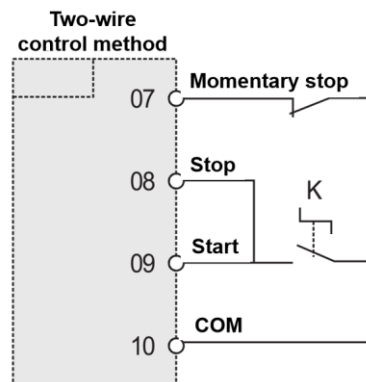 Two-wire
control method
07 Momentary stop
08 Stop
K
09 Start
10 COM